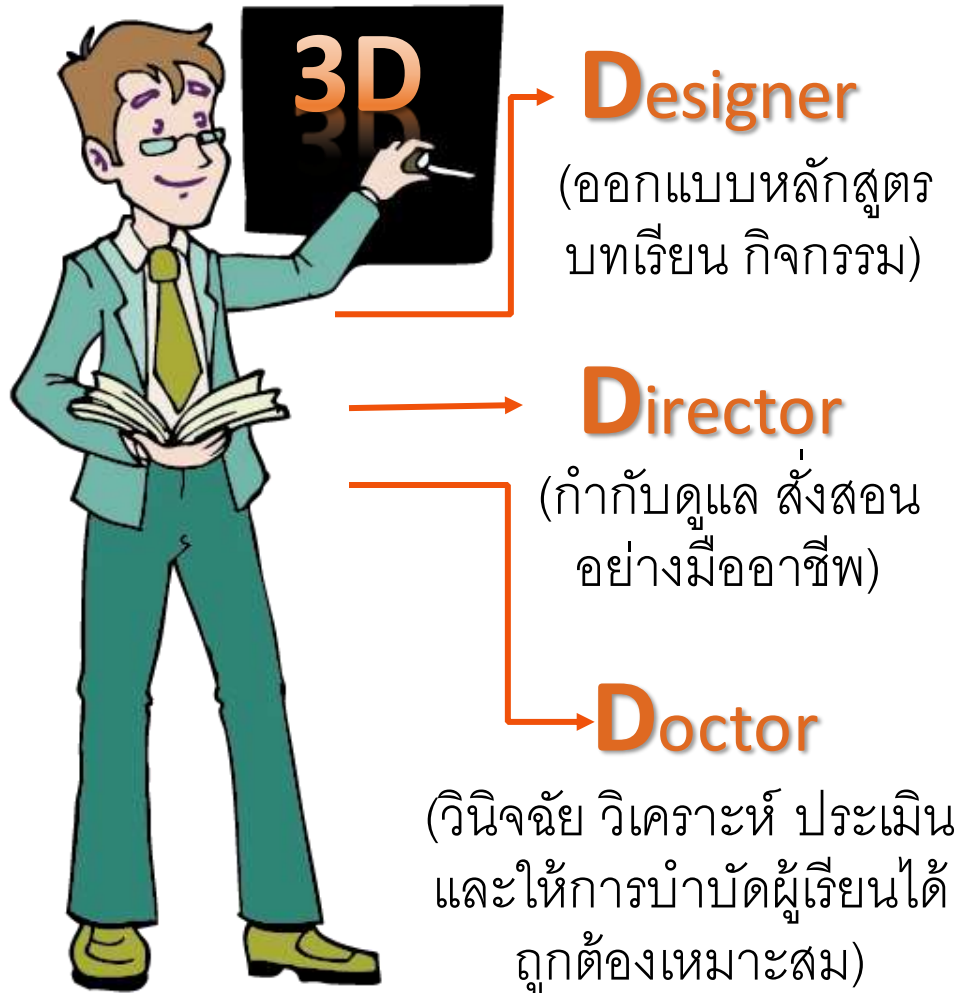 3D
Designer
(ออกแบบหลักสูตร
บทเรียน กิจกรรม)
Director
(กำกับดูแล สั่งสอน
อย่างมืออาชีพ)
Doctor
(วินิจฉัย วิเคราะห์ ประเมิน
และให้การบำบัดผู้เรียนได้
ถูกต้องเหมาะสม)